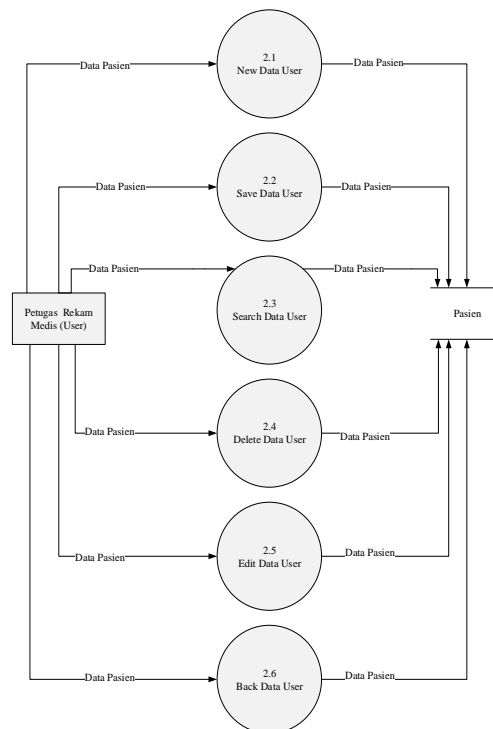 2.1
New Data User
Data Pasien
Data Pasien
2.2
Save Data User
Data Pasien
Data Pasien
Data Pasien
Data Pasien
2.3
Search Data User
Petugas Rekam
Medis (User)
Pasien
2.4
Delete Data User
Data Pasien
Data Pasien
2.5
Edit Data User
Data Pasien
Data Pasien
2.6
Back Data User
Data Pasien
Data Pasien